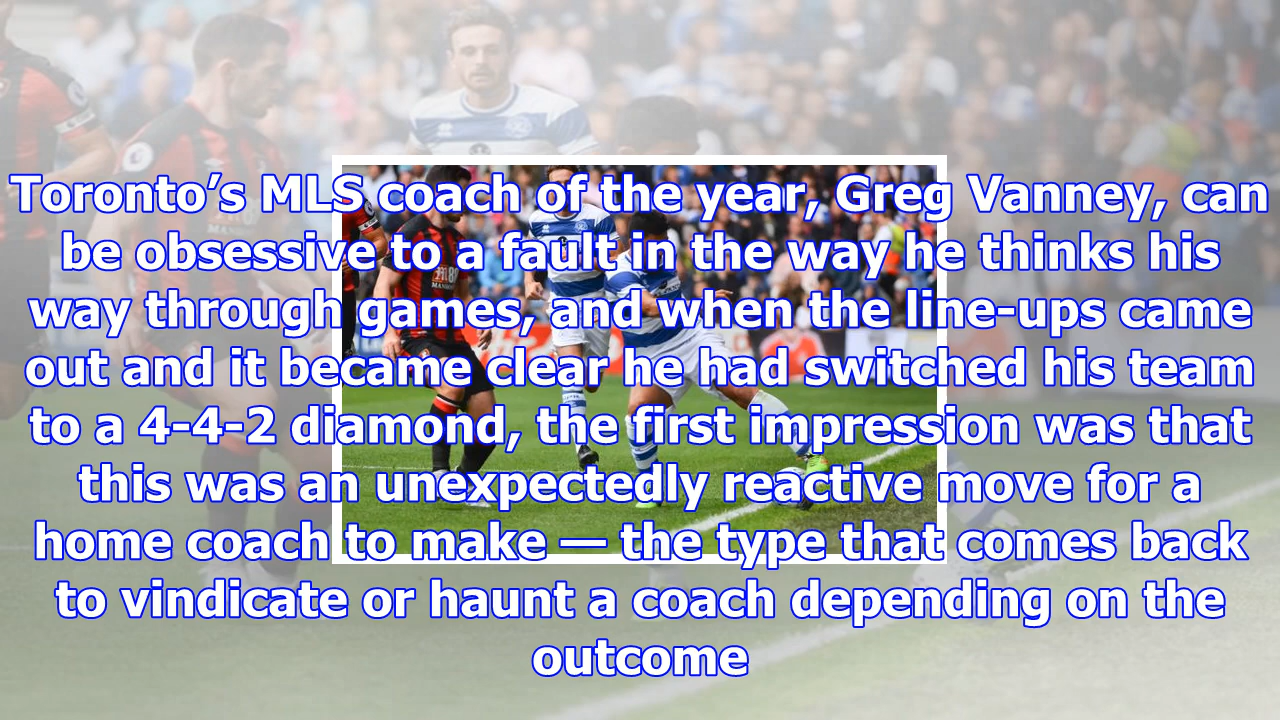 Toronto’s MLS coach of the year, Greg Vanney, can
be obsessive to a fault in the way he thinks his
way through games, and when the line-ups came
out and it became clear he had switched his team
to a 4-4-2 diamond, the first impression was that
this was an unexpectedly reactive move for a
home coach to make — the type that comes back
to vindicate or haunt a coach depending on the
outcome